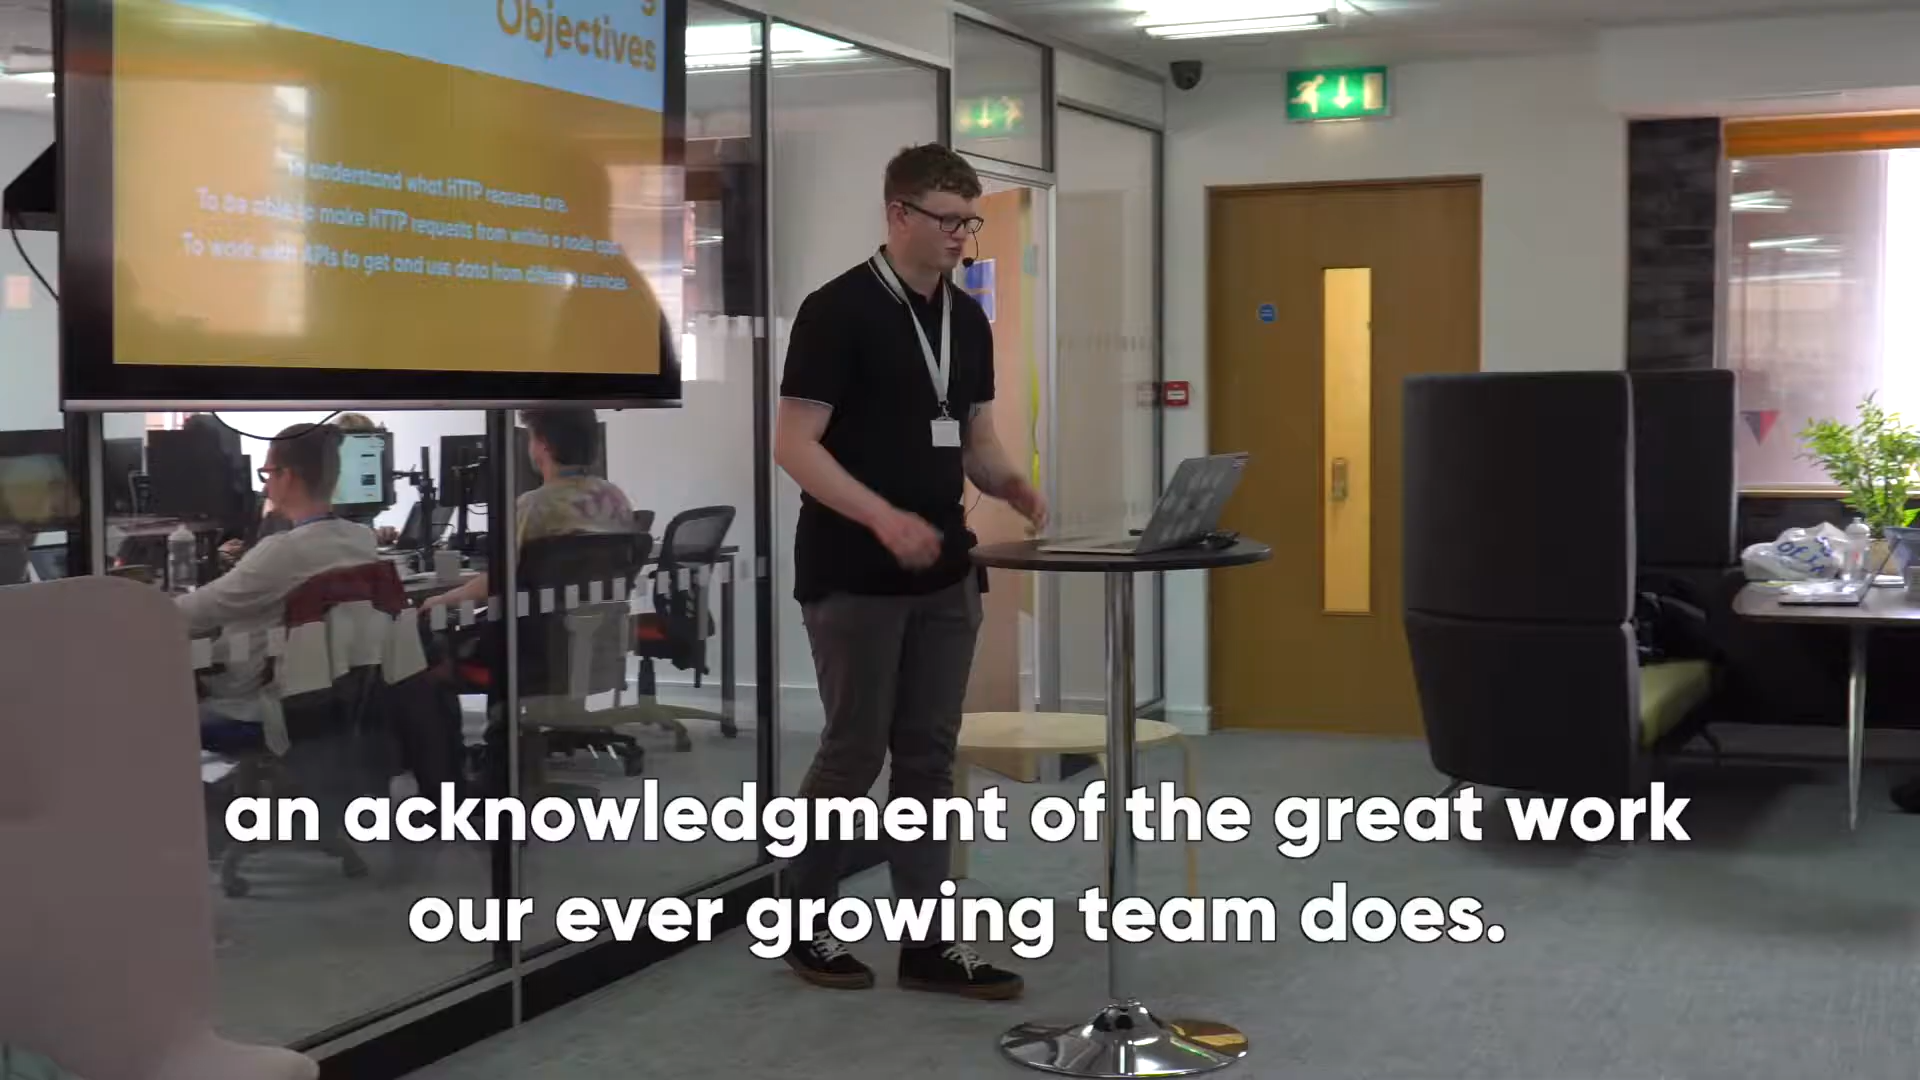 Objectives
To understand what HTTP requests are.
To be able to make HTTP requests from within a node app.
To work with APIs to get and use data from different services.
an acknowledgment of the great work
our ever growing team does.